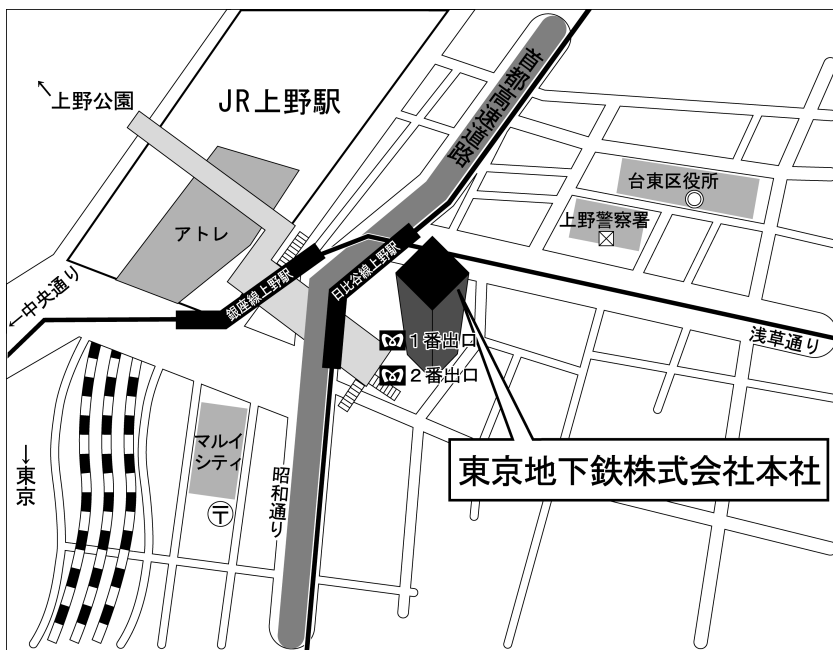 首都高速道路
↖
上野公園
JR上野駅
台東区役所
上野警察署
アトレ
銀座線上野駅
日比谷線上野駅
←中央通り
浅草通り
1番出口
2番出口
マルイ
シティ
〒
←東京
昭和通り
東京地下鉄株式会社本社